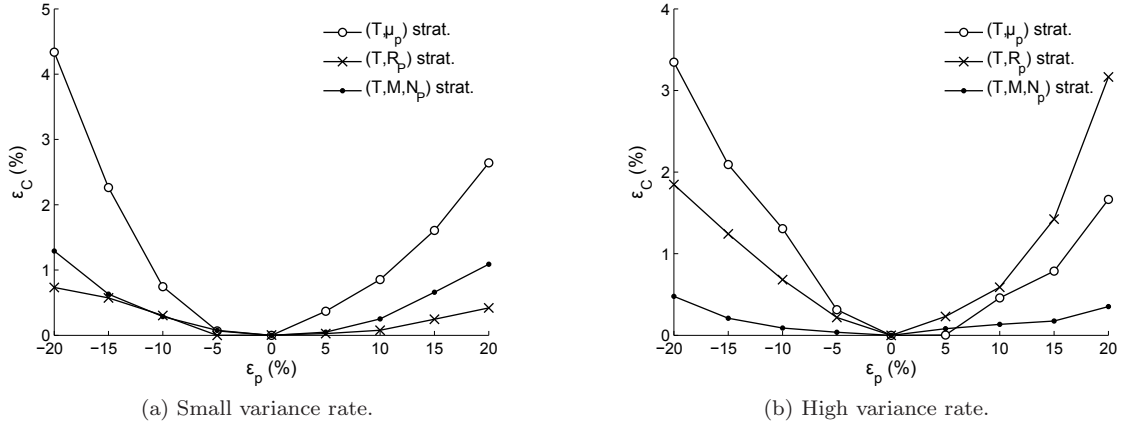 5
4
3
2
1
0
ε_C (%)
−20 −15 −10 −5 0 5 10 15 20
ε_p (%)
(T,μ_p) strat.
(T,R_P) strat.
(T,M,N_P) strat.
(a) Small variance rate.
4
3
2
1
0
ε_C (%)
−20 −15 −10 −5 0 5 10 15 20
ε_p (%)
(T,μ_p) strat.
(T,R_p) strat.
(T,M,N_p) strat.
(b) High variance rate.